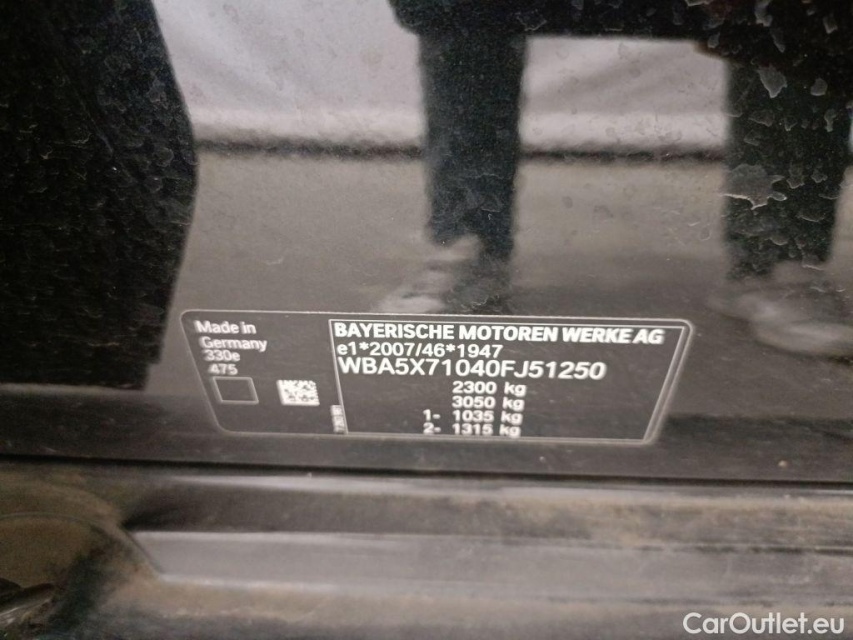 Made in
Germany
330e
475
BAYERISCHE MOTOREN WERKE AG
e1*2007/46*1947
WBA5X71040FJ51250
2300 kg
3050 kg
1- 1035 kg
2- 1315 kg
CarOutlet.eu